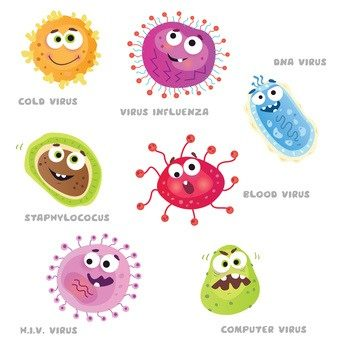 DNA VIRUS
COLD VIRUS
VIRUS INFLUENZA
BLOOD VIRUS
STAPHYLOCOCUS
H.I.V. VIRUS
COMPUTER VIRUS